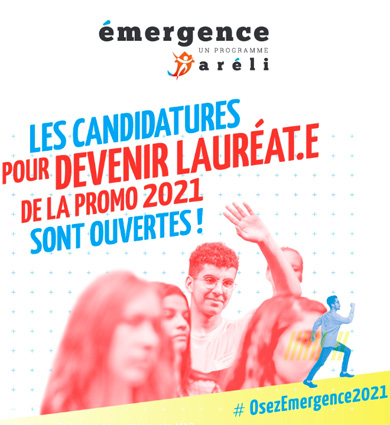 émergence
UN PROGRAMME
aréli
LES CANDIDATURES
POUR DEVENIR LAURÉAT.E
DE LA PROMO 2021
SONT OUVERTES !
# OsezEmergence2021